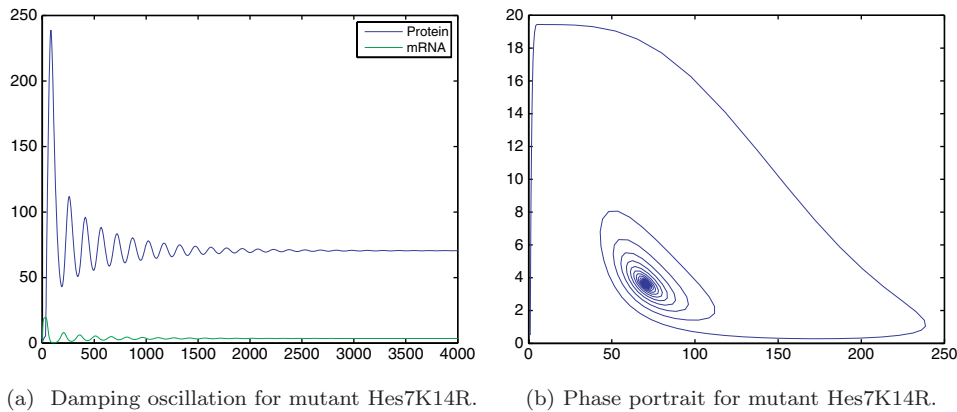 250
200
150
100
50
0
0 500 1000 1500 2000 2500 3000 3500 4000
Protein
mRNA
20
18
16
14
12
10
8
6
4
2
0
0 50 100 150 200 250
(a) Damping oscillation for mutant Hes7K14R.
(b) Phase portrait for mutant Hes7K14R.